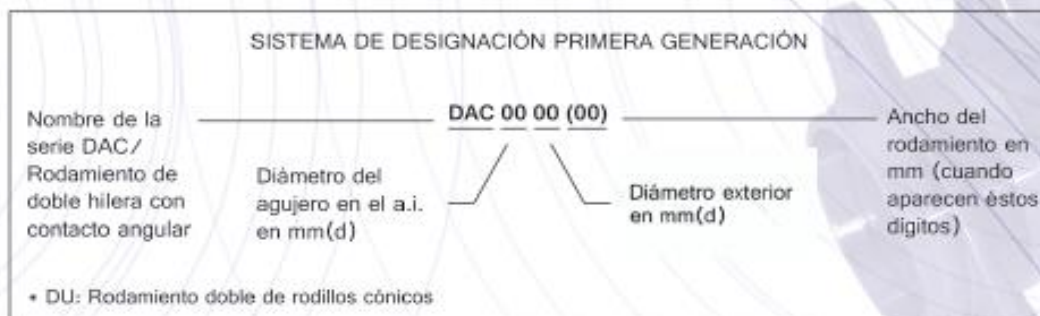 SISTEMA DE DESIGNACIÓN PRIMERA GENERACIÓN
DAC 00 00 (00)
Nombre de la
serie DAC/
Rodamiento de
doble hilera con
contacto angular
Diámetro del
agujero en el a.i.
en mm(d)
Diámetro exterior
en mm(d)
Ancho del
rodamiento en
mm (cuando
aparecen éstos
dígitos)
• DU: Rodamiento doble de rodillos cónicos